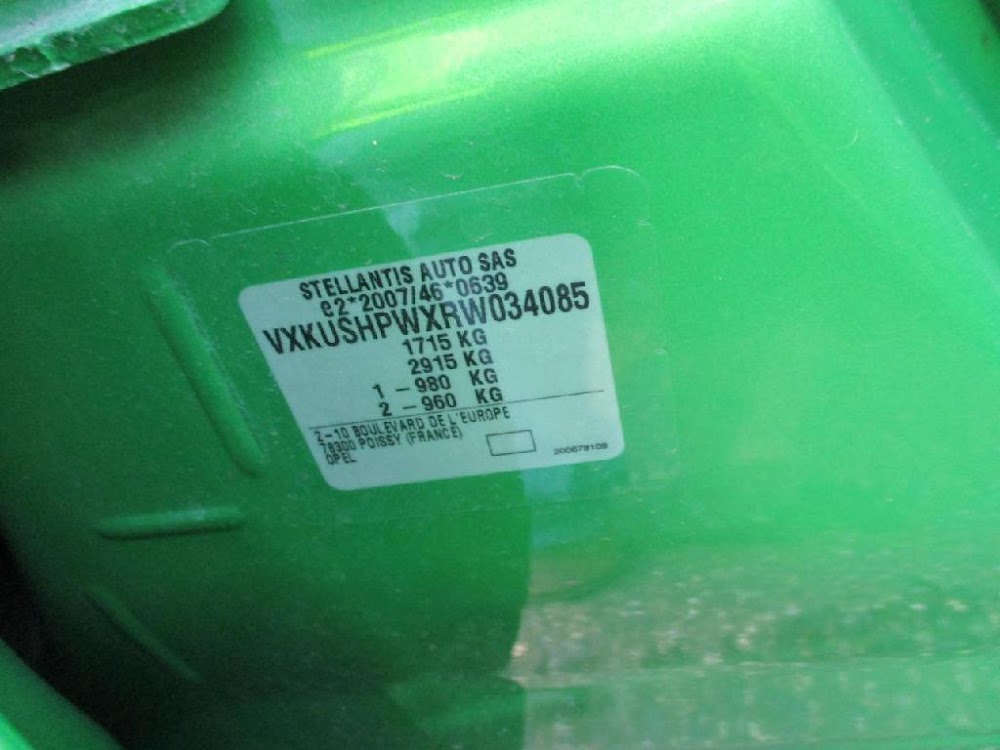 STELLANTIS AUTO SAS
e2*2007/46*0639
VXKUSHPWXRW034085
1715 KG
2915 KG
1 – 980 KG
2 – 960 KG
2–10 BOULEVARD DE L'EUROPE
78300 POISSY (FRANCE)
OPEL